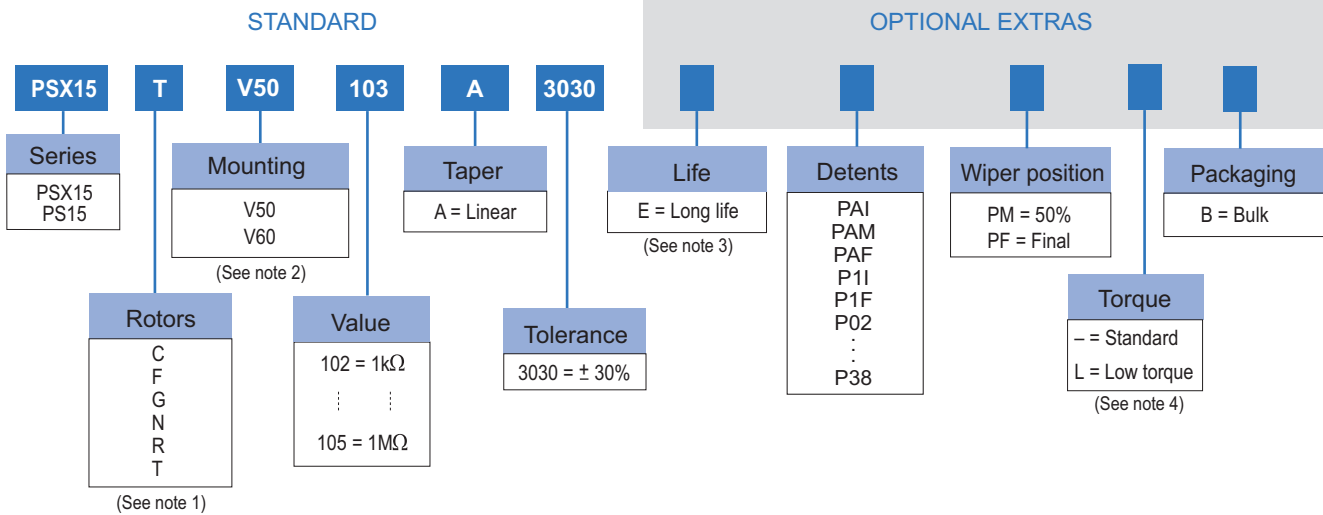 STANDARD
OPTIONAL EXTRAS
PSX15 T V50 103 A 3030
Series
PSX15
PS15
Mounting
V50
V60
(See note 2)
Taper
A = Linear
Life
E = Long life
(See note 3)
Detents
PAI
PAM
PAF
P1I
P1F
P02
:
P38
Wiper position
PM = 50%
PF = Final
Packaging
B = Bulk
Rotors
C
F
G
N
R
T
(See note 1)
Value
102 = 1kΩ
105 = 1MΩ
Tolerance
3030 = ± 30%
Torque
– = Standard
L = Low torque
(See note 4)